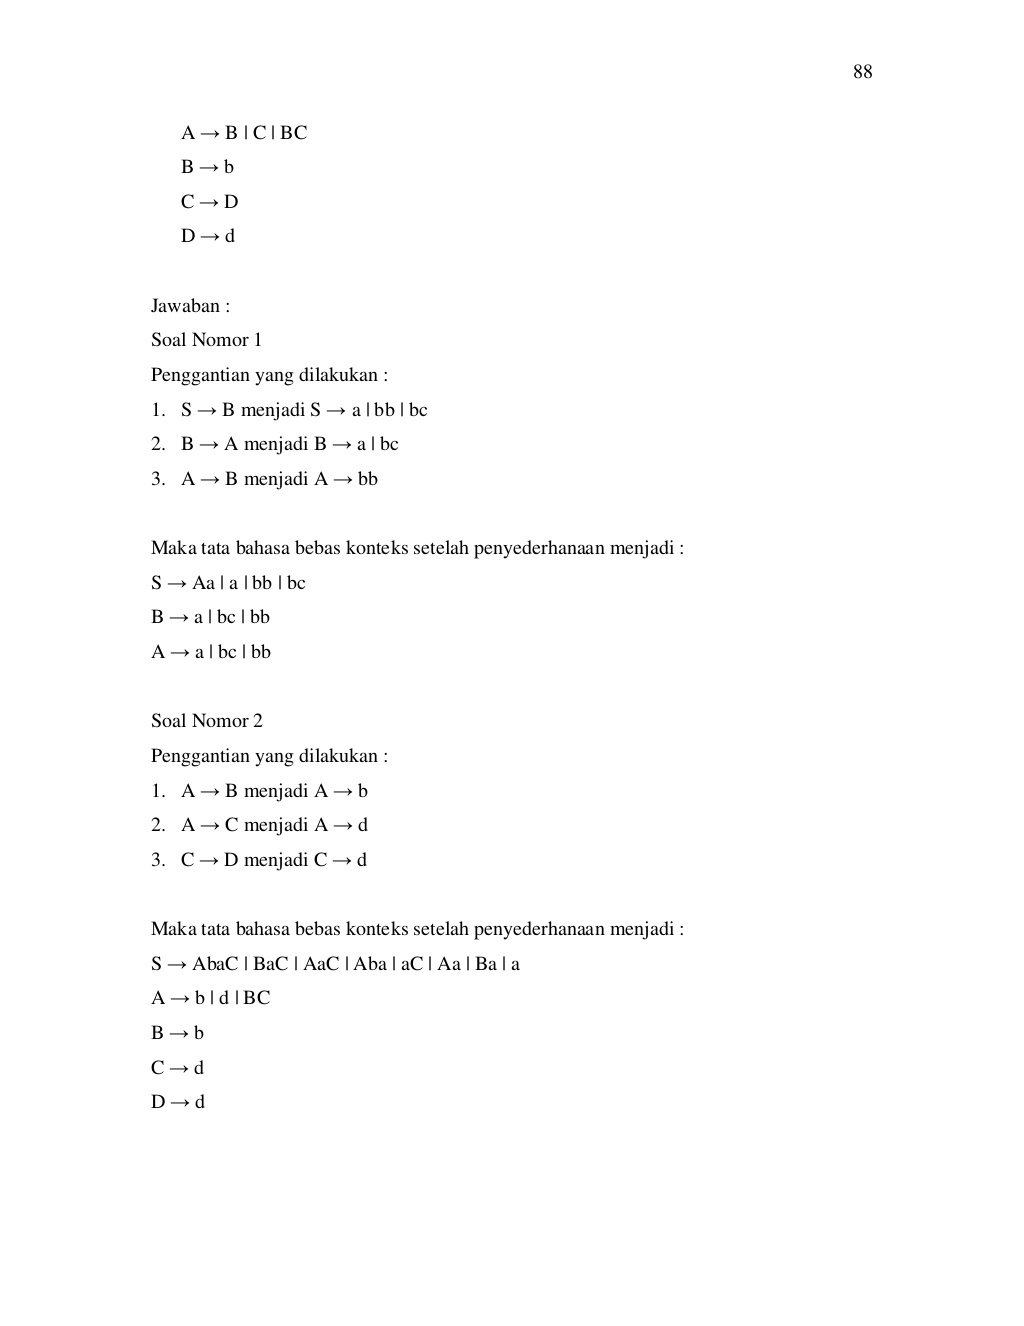 88
A → B | C | BC
B → b
C → D
D → d
Jawaban :
Soal Nomor 1
Penggantian yang dilakukan :
1. S → B menjadi S → a | bb | bc
2. B → A menjadi B → a | bc
3. A → B menjadi A → bb
Maka tata bahasa bebas konteks setelah penyederhanaan menjadi :
S → Aa | a | bb | bc
B → a | bc | bb
A → a | bc | bb
Soal Nomor 2
Penggantian yang dilakukan :
1. A → B menjadi A → b
2. A → C menjadi A → d
3. C → D menjadi C → d
Maka tata bahasa bebas konteks setelah penyederhanaan menjadi :
S → AbaC | BaC | AaC | Aba | aC | Aa | Ba | a
A → b | d | BC
B → b
C → d
D → d